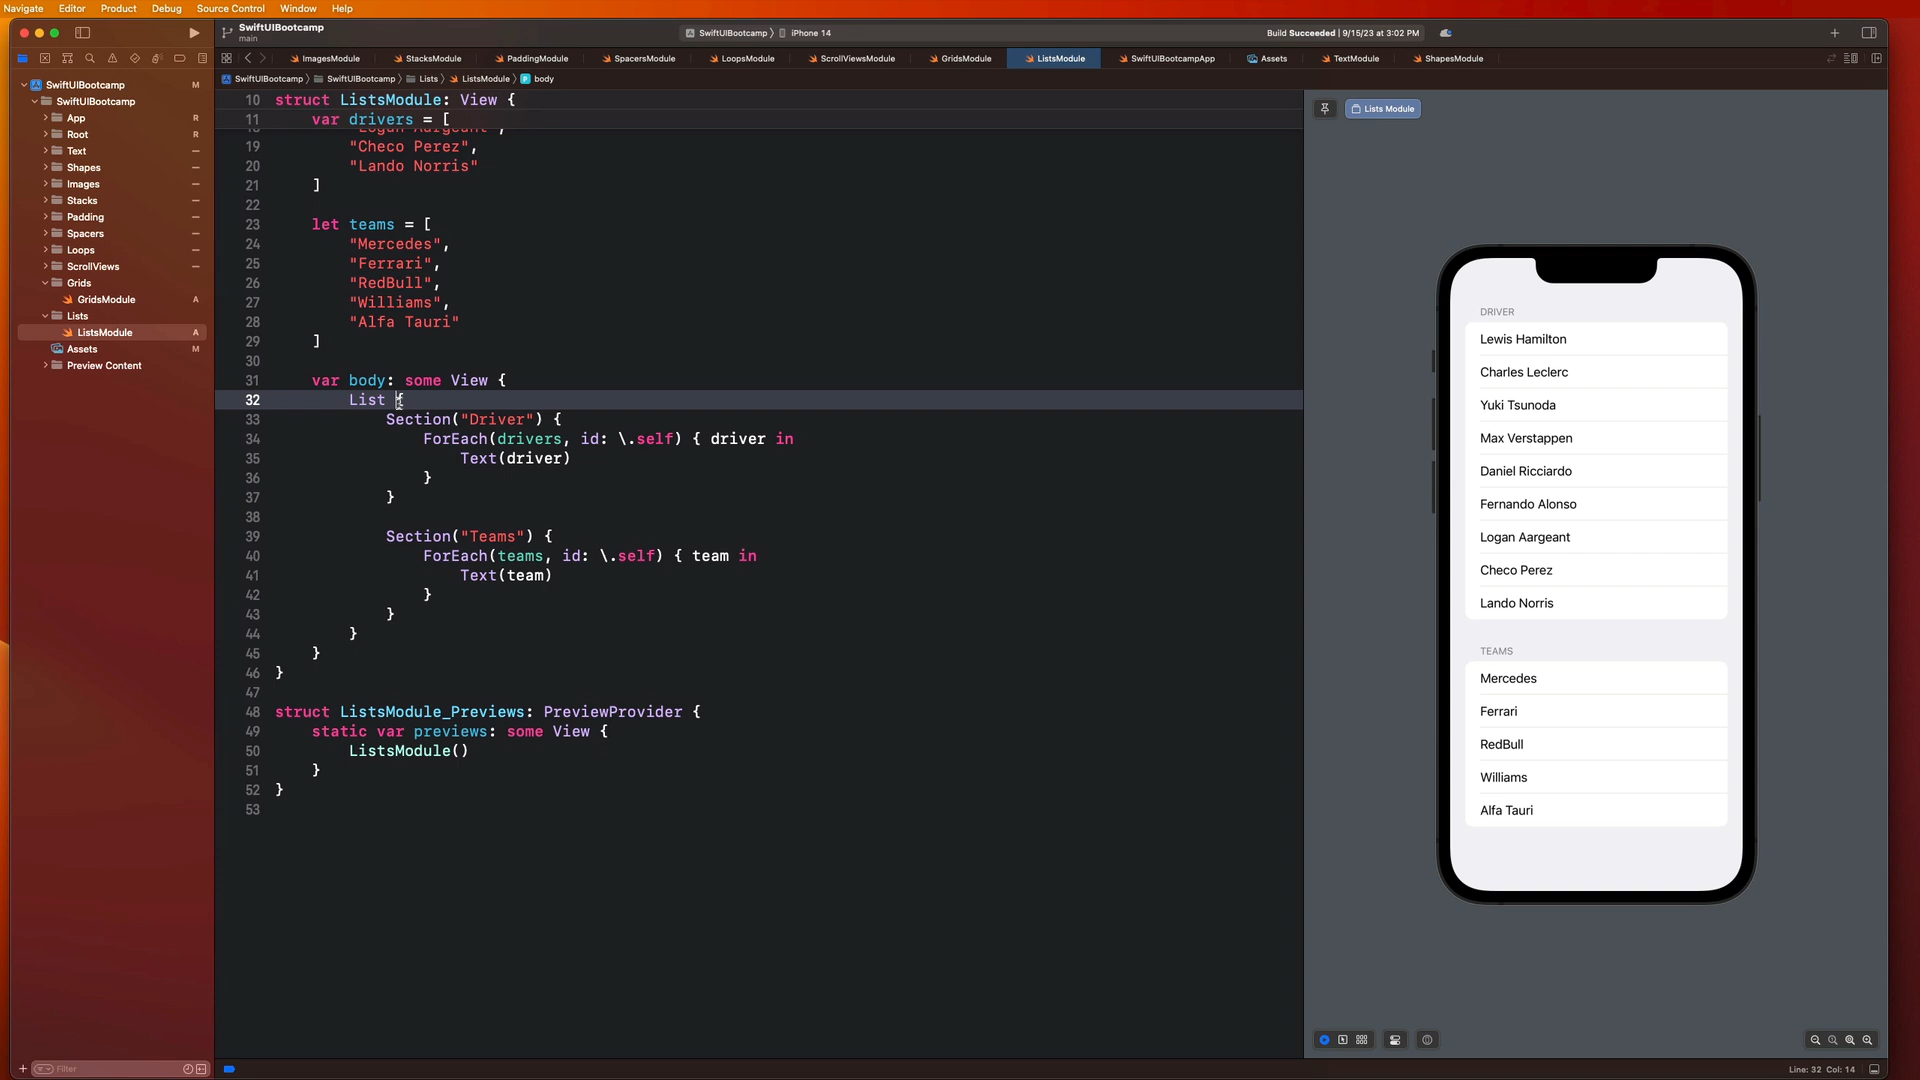 Navigate Editor Product Debug Source Control Window Help
SwiftUIBootcamp
main
SwiftUIBootcamp iPhone 14
Build Succeeded | 9/15/23 at 3:02 PM
ImagesModule StacksModule PaddingModule SpacersModule LoopsModule ScrollViewsModule GridsModule ListsModule SwiftUIBootcampApp Assets TextModule ShapesModule
SwiftUIBootcamp SwiftUIBootcamp Lists ListsModule body
SwiftUIBootcamp M
SwiftUIBootcamp
App R
Root R
Text
Shapes
Images
Stacks
Padding
Spacers
Loops
ScrollViews
Grids
GridsModule A
Lists
ListsModule A
Assets M
Preview Content
Filter
10 struct ListsModule: View {
11 var drivers = [
"Logan Aargeant",
19 "Checo Perez",
20 "Lando Norris"
21 ]
22
23 let teams = [
24 "Mercedes",
25 "Ferrari",
26 "RedBull",
27 "Williams",
28 "Alfa Tauri"
29 ]
30
31 var body: some View {
32 List {
33 Section("Driver") {
34 ForEach(drivers, id: \.self) { driver in
35 Text(driver)
36 }
37 }
38
39 Section("Teams") {
40 ForEach(teams, id: \.self) { team in
41 Text(team)
42 }
43 }
44 }
45 }
46 }
47
48 struct ListsModule_Previews: PreviewProvider {
49 static var previews: some View {
50 ListsModule()
51 }
52 }
53
Lists Module
DRIVER
Lewis Hamilton
Charles Leclerc
Yuki Tsunoda
Max Verstappen
Daniel Ricciardo
Fernando Alonso
Logan Aargeant
Checo Perez
Lando Norris
TEAMS
Mercedes
Ferrari
RedBull
Williams
Alfa Tauri
Line: 32 Col: 14